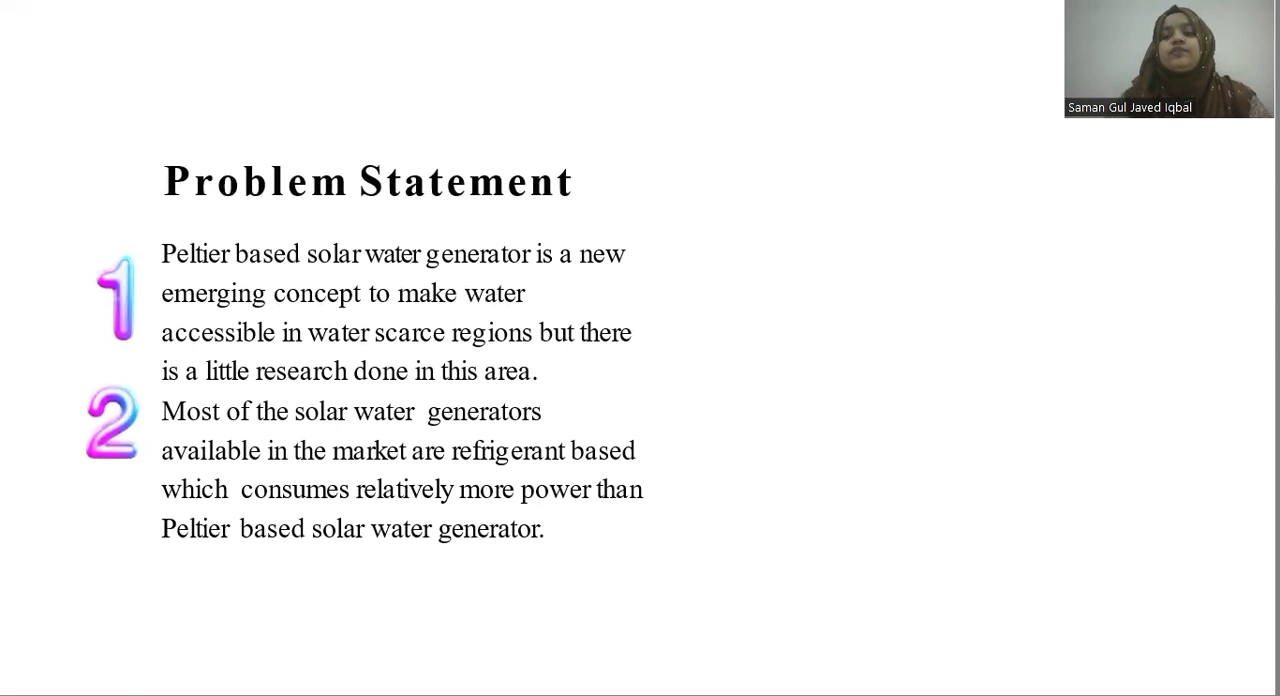 Saman Gul Javed Iqbal
Problem Statement
1
Peltier based solar water generator is a new
emerging concept to make water
accessible in water scarce regions but there
is a little research done in this area.
2
Most of the solar water generators
available in the market are refrigerant based
which consumes relatively more power than
Peltier based solar water generator.